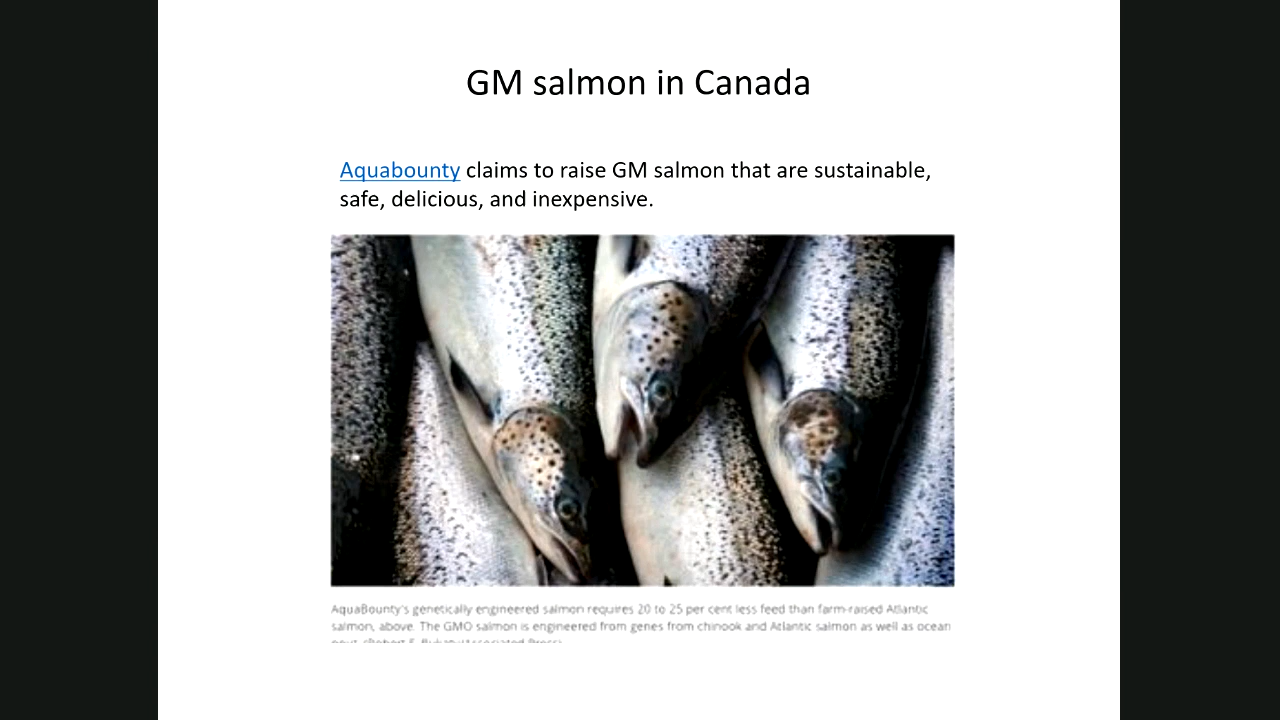 GM salmon in Canada
Aquabounty claims to raise GM salmon that are sustainable,
safe, delicious, and inexpensive.
AquaBounty's genetically engineered salmon requires 20 to 25 per cent less feed than farm-raised Atlantic
salmon, above. The GMO salmon is engineered from genes from chinook and Atlantic salmon as well as ocean